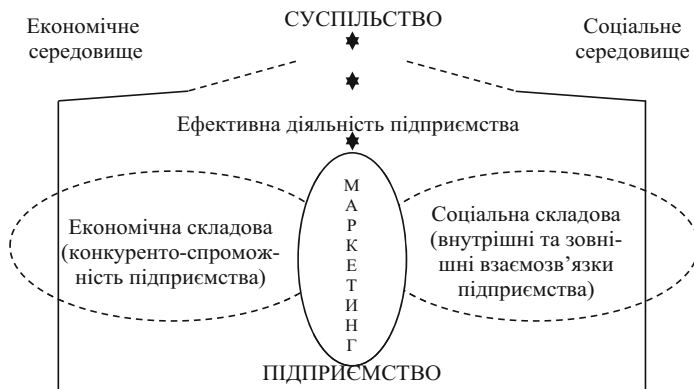 Економічне
середовище
СУСПІЛЬСТВО
Соціальне
середовище
Ефективна діяльність підприємства
Економічна складова
(конкуренто-спромож-
ність підприємства)
МАРКЕТИНГ
Соціальна складова
(внутрішні та зовні-
шні взаємозв’язки
підприємства)
ПІДПРИЄМСТВО